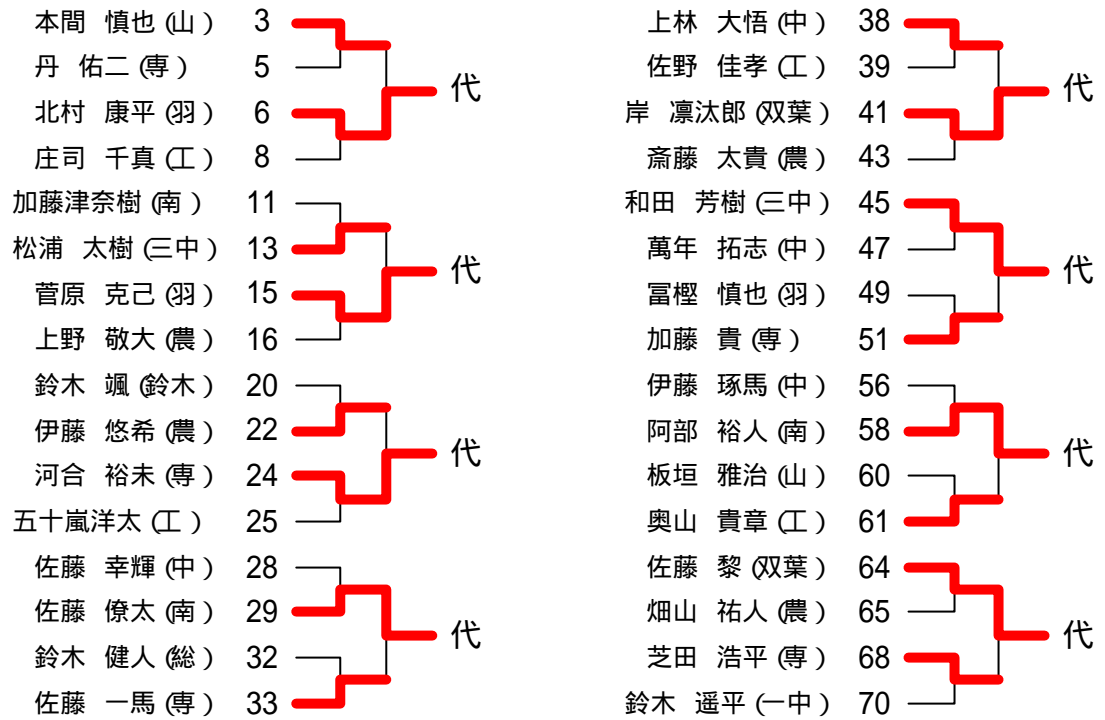 本間 慎也 (山) 3
丹 佑二 (専) 5
代
北村 康平 (羽) 6
庄司 千真 (工) 8
加藤津奈樹 (南) 11
松浦 太樹 (三中) 13
代
菅原 克己 (羽) 15
上野 敬大 (農) 16
鈴木 颯 (鈴木) 20
伊藤 悠希 (農) 22
代
河合 裕未 (専) 24
五十嵐洋太 (工) 25
佐藤 幸輝 (中) 28
佐藤 僚太 (南) 29
代
鈴木 健人 (総) 32
佐藤 一馬 (専) 33
上林 大悟 (中) 38
佐野 佳孝 (工) 39
代
岸 凛汰郎 (双葉) 41
斎藤 太貴 (農) 43
和田 芳樹 (三中) 45
萬年 拓志 (中) 47
代
冨樫 慎也 (羽) 49
加藤 貴 (専) 51
伊藤 琢馬 (中) 56
阿部 裕人 (南) 58
代
板垣 雅治 (山) 60
奥山 貴章 (工) 61
佐藤 黎 (双葉) 64
畑山 祐人 (農) 65
代
芝田 浩平 (専) 68
鈴木 遥平 (一中) 70